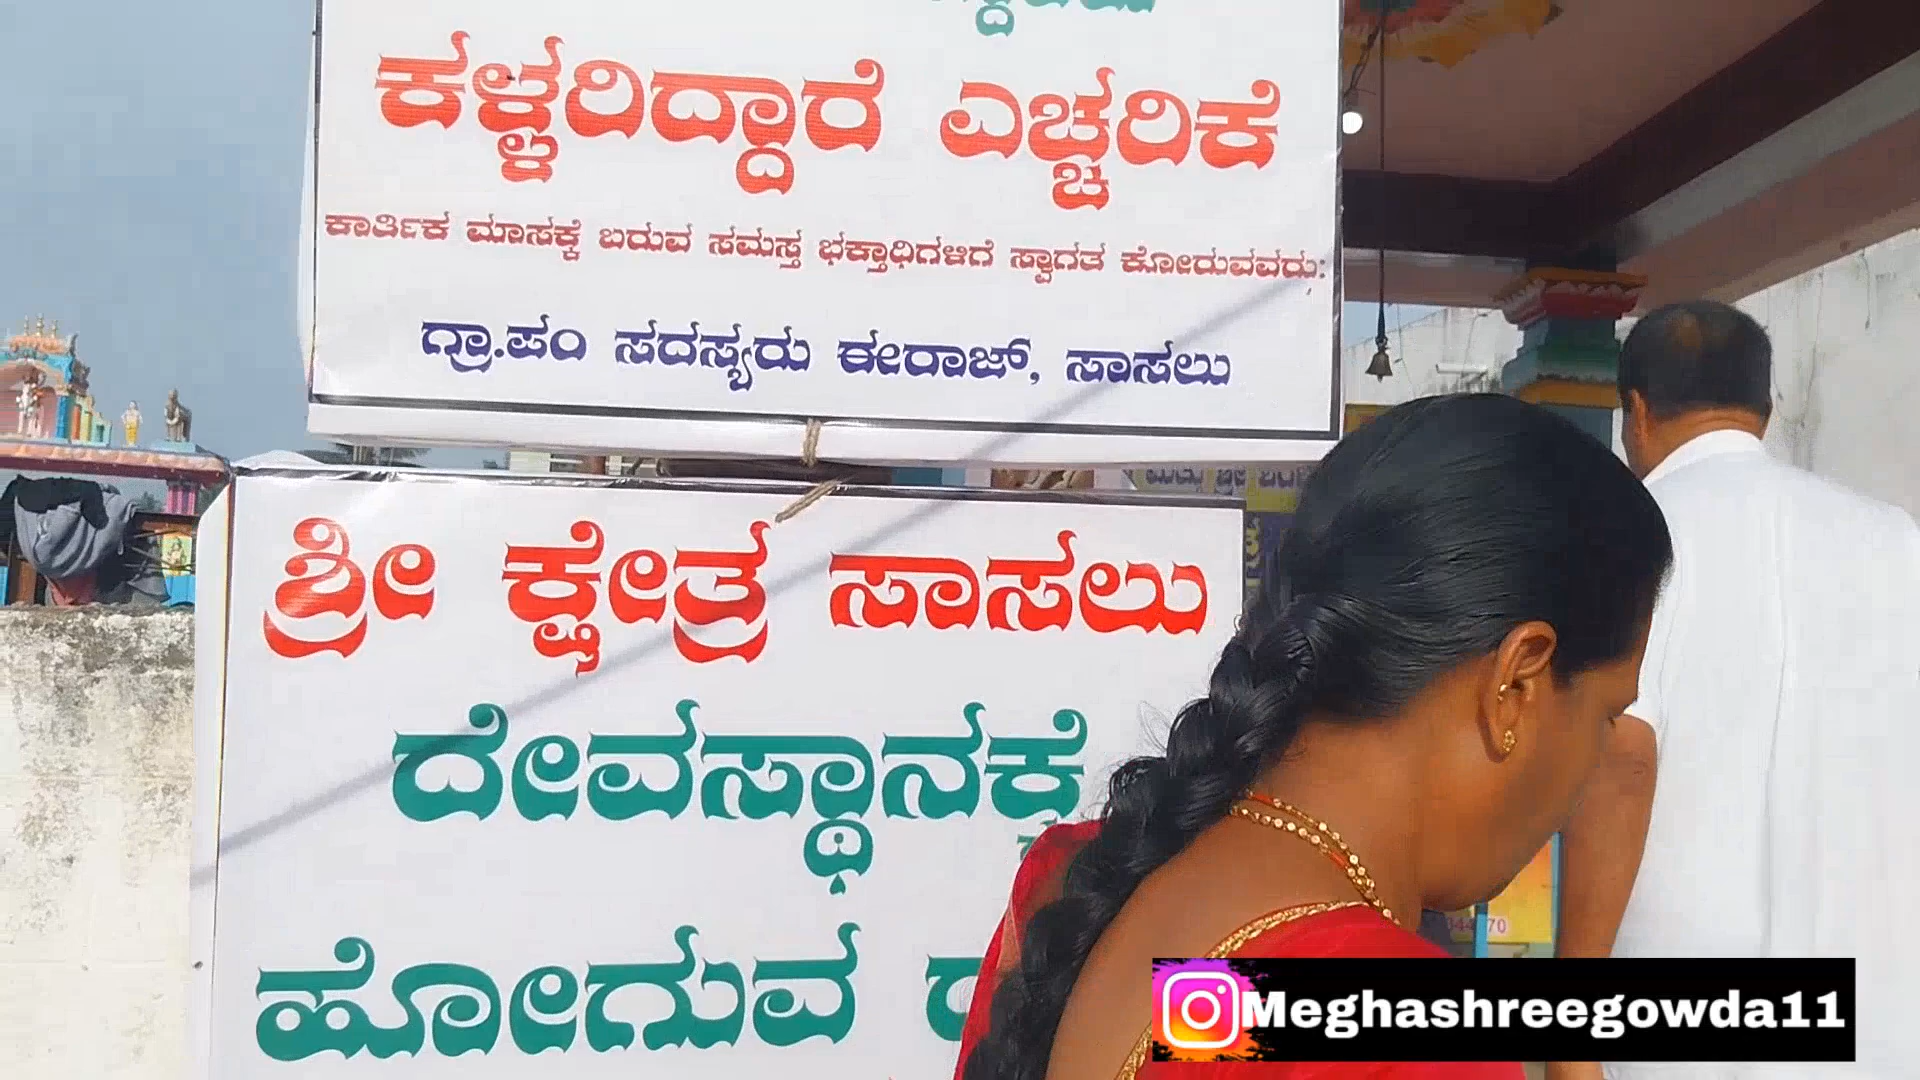 ಕಳ್ಳರಿದ್ದಾರೆ ಎಚ್ಚರಿಕೆ
ಕಾರ್ತಿಕ ಮಾಸಕ್ಕೆ ಬರುವ ಸಮಸ್ತ ಭಕ್ತಾಧಿಗಳಿಗೆ ಸ್ವಾಗತ ಕೋರುವವರು:
ಗ್ರಾ.ಪಂ ಸದಸ್ಯರು ಈರಾಜ್, ಸಾಸಲು
ಶ್ರೀ ಕ್ಷೇತ್ರ ಸಾಸಲು
ದೇವಸ್ಥಾನಕ್ಕೆ
ಹೋಗುವ
Meghashreegowda11